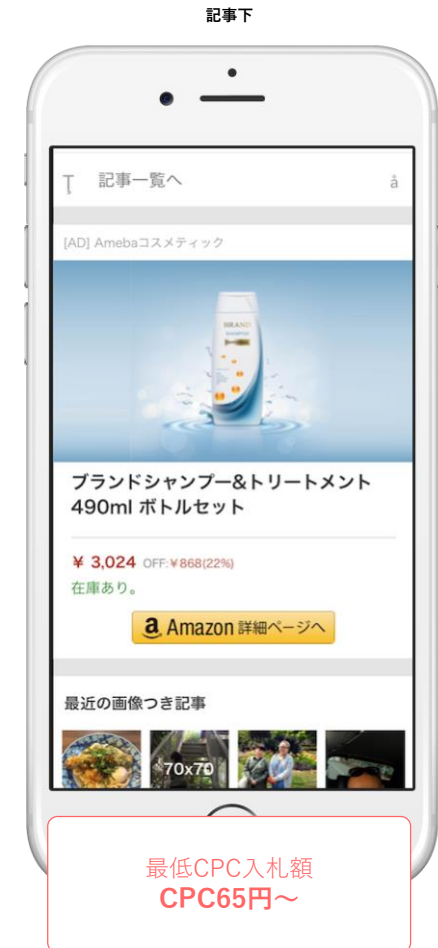 記事下
記事一覧へ
[AD] Amebaコスメティック
BRAND
SHAMPOO
ブランドシャンプー&トリートメント
490ml ボトルセット
¥ 3,024 OFF:¥868(22%)
在庫あり。
a Amazon 詳細ページへ
最近の画像つき記事
70x70
最低CPC入札額
CPC65円〜